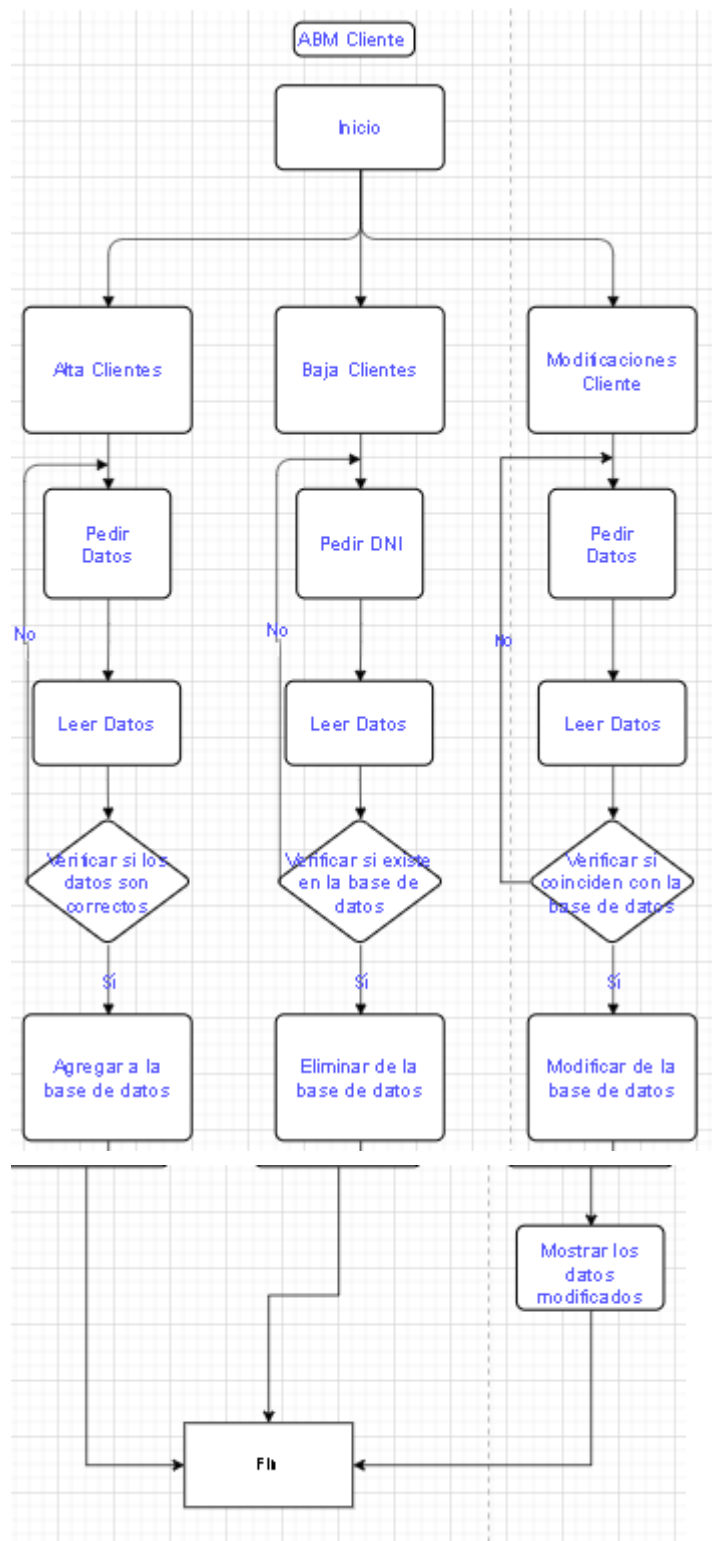 ABM Cliente
Inicio
Alta Clientes
Baja Clientes
Modificaciones
Cliente
Pedir
Datos
Pedir DNI
Pedir
Datos
No
No
No
Leer Datos
Leer Datos
Leer Datos
Verificar si los
datos son
correctos
Verificar si existe
en la base de
datos
Verificar si
coinciden con la
base de datos
Sí
Sí
Sí
Agregar a la
base de datos
Eliminar de la
base de datos
Modificar de la
base de datos
Mostrar los
datos
modificados
Fin